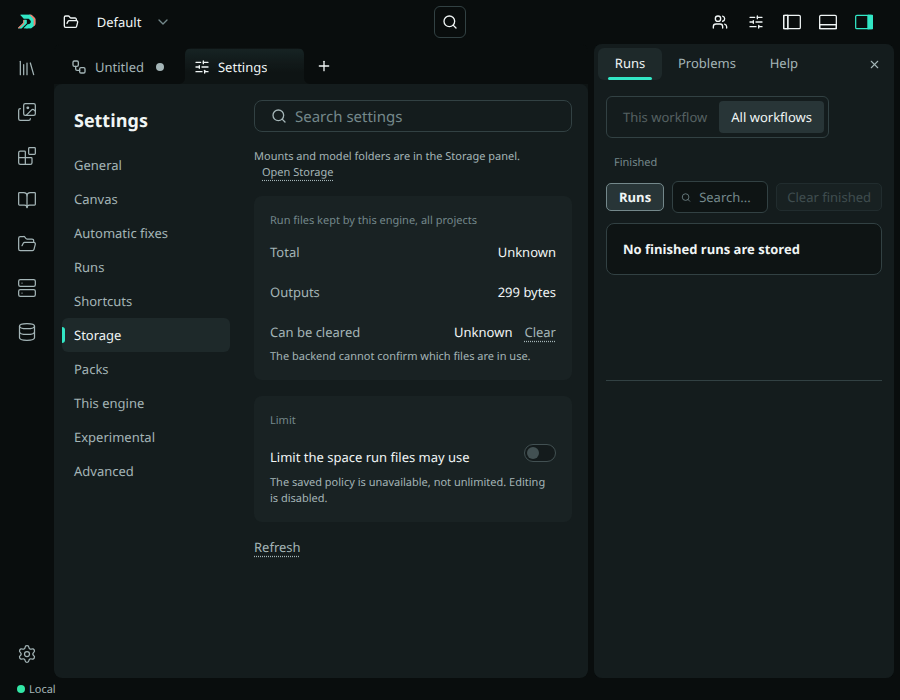 Default
Untitled
Settings
Runs
Problems
Help
Settings
General
Canvas
Automatic fixes
Runs
Shortcuts
Storage
Packs
This engine
Experimental
Advanced
Search settings
Mounts and model folders are in the Storage panel.
Open Storage
Run files kept by this engine, all projects
Total
Unknown
Outputs
299 bytes
Can be cleared
Unknown
Clear
The backend cannot confirm which files are in use.
Limit
Limit the space run files may use
The saved policy is unavailable, not unlimited. Editing
is disabled.
Refresh
This workflow
All workflows
Finished
Runs
Search...
Clear finished
No finished runs are stored
Local